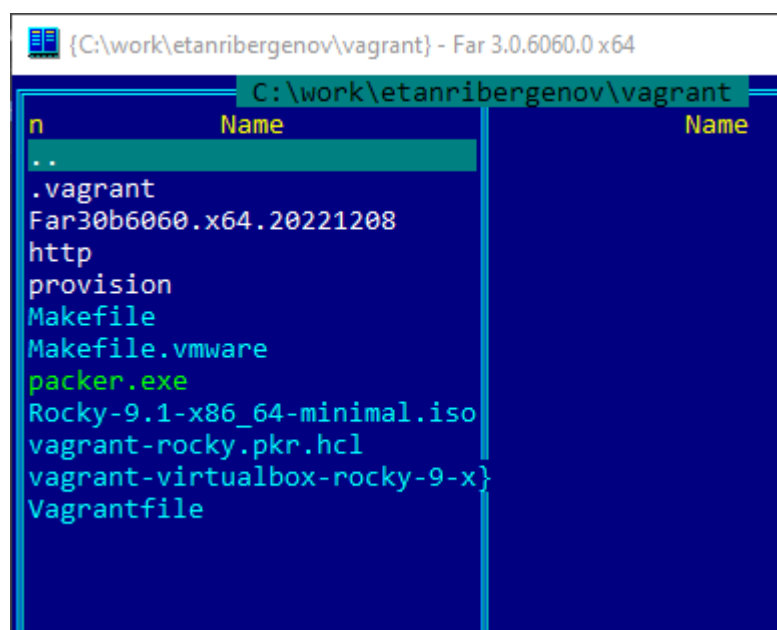 {C:\work\etanribergenov\vagrant} - Far 3.0.6060.0 x64
C:\work\etanribergenov\vagrant
n Name Name
..
.vagrant
Far30b6060.x64.20221208
http
provision
Makefile
Makefile.vmware
packer.exe
Rocky-9.1-x86_64-minimal.iso
vagrant-rocky.pkr.hcl
vagrant-virtualbox-rocky-9-x}
Vagrantfile